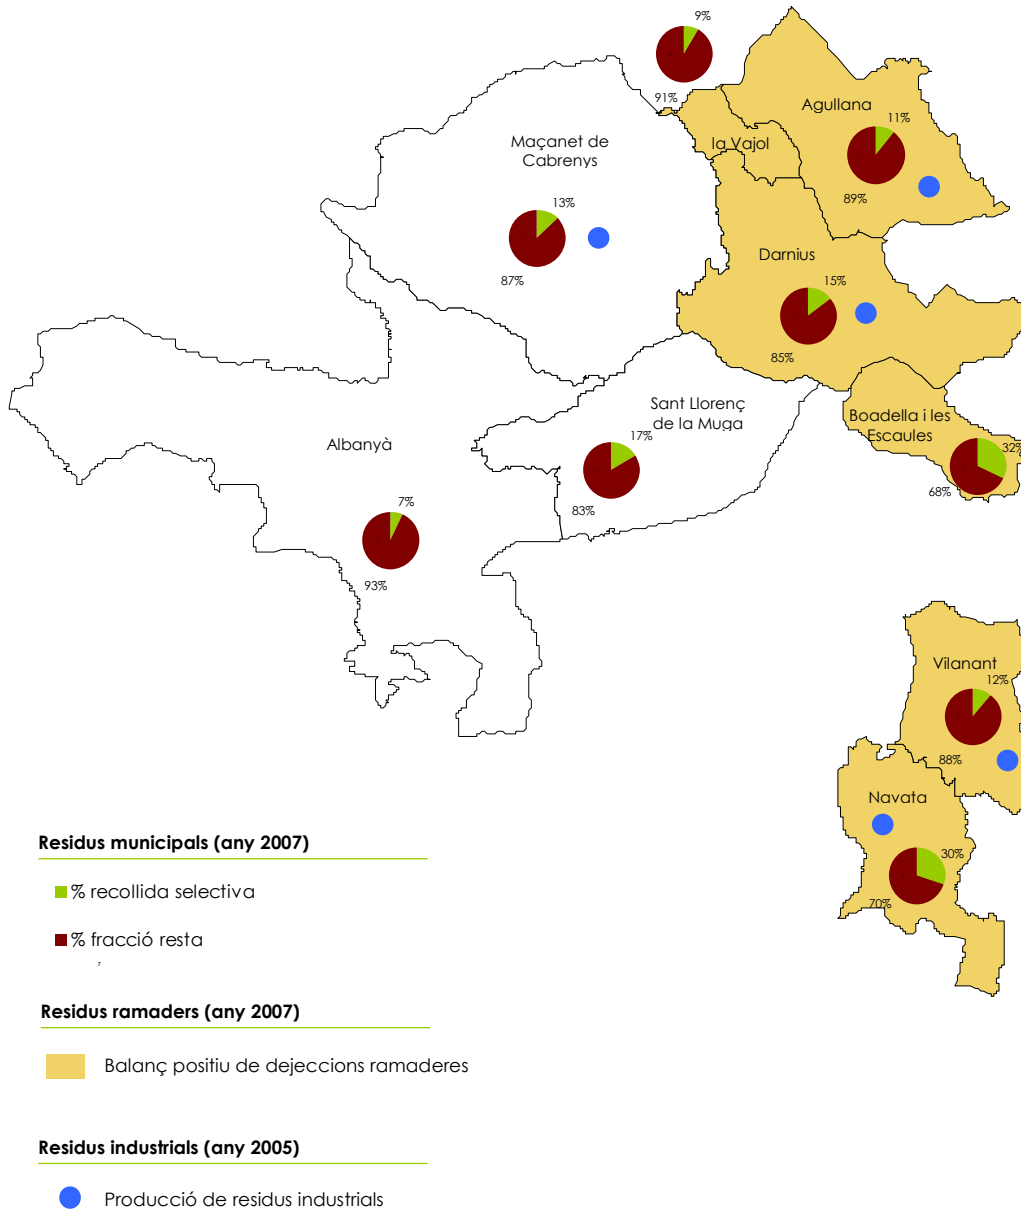 9%
91%
Agullana
11%
89%
la Vajol
Maçanet de
Cabrenys
13%
87%
Darnius
15%
85%
Sant Llorenç
de la Muga
17%
83%
Boadella i les
Escaules
32%
68%
Albanyà
7%
93%
Vilanant
12%
88%
Navata
30%
70%
Residus municipals (any 2007)
% recollida selectiva
% fracció resta
7
Residus ramaders (any 2007)
Balanç positiu de dejeccions ramaderes
Residus industrials (any 2005)
Producció de residus industrials